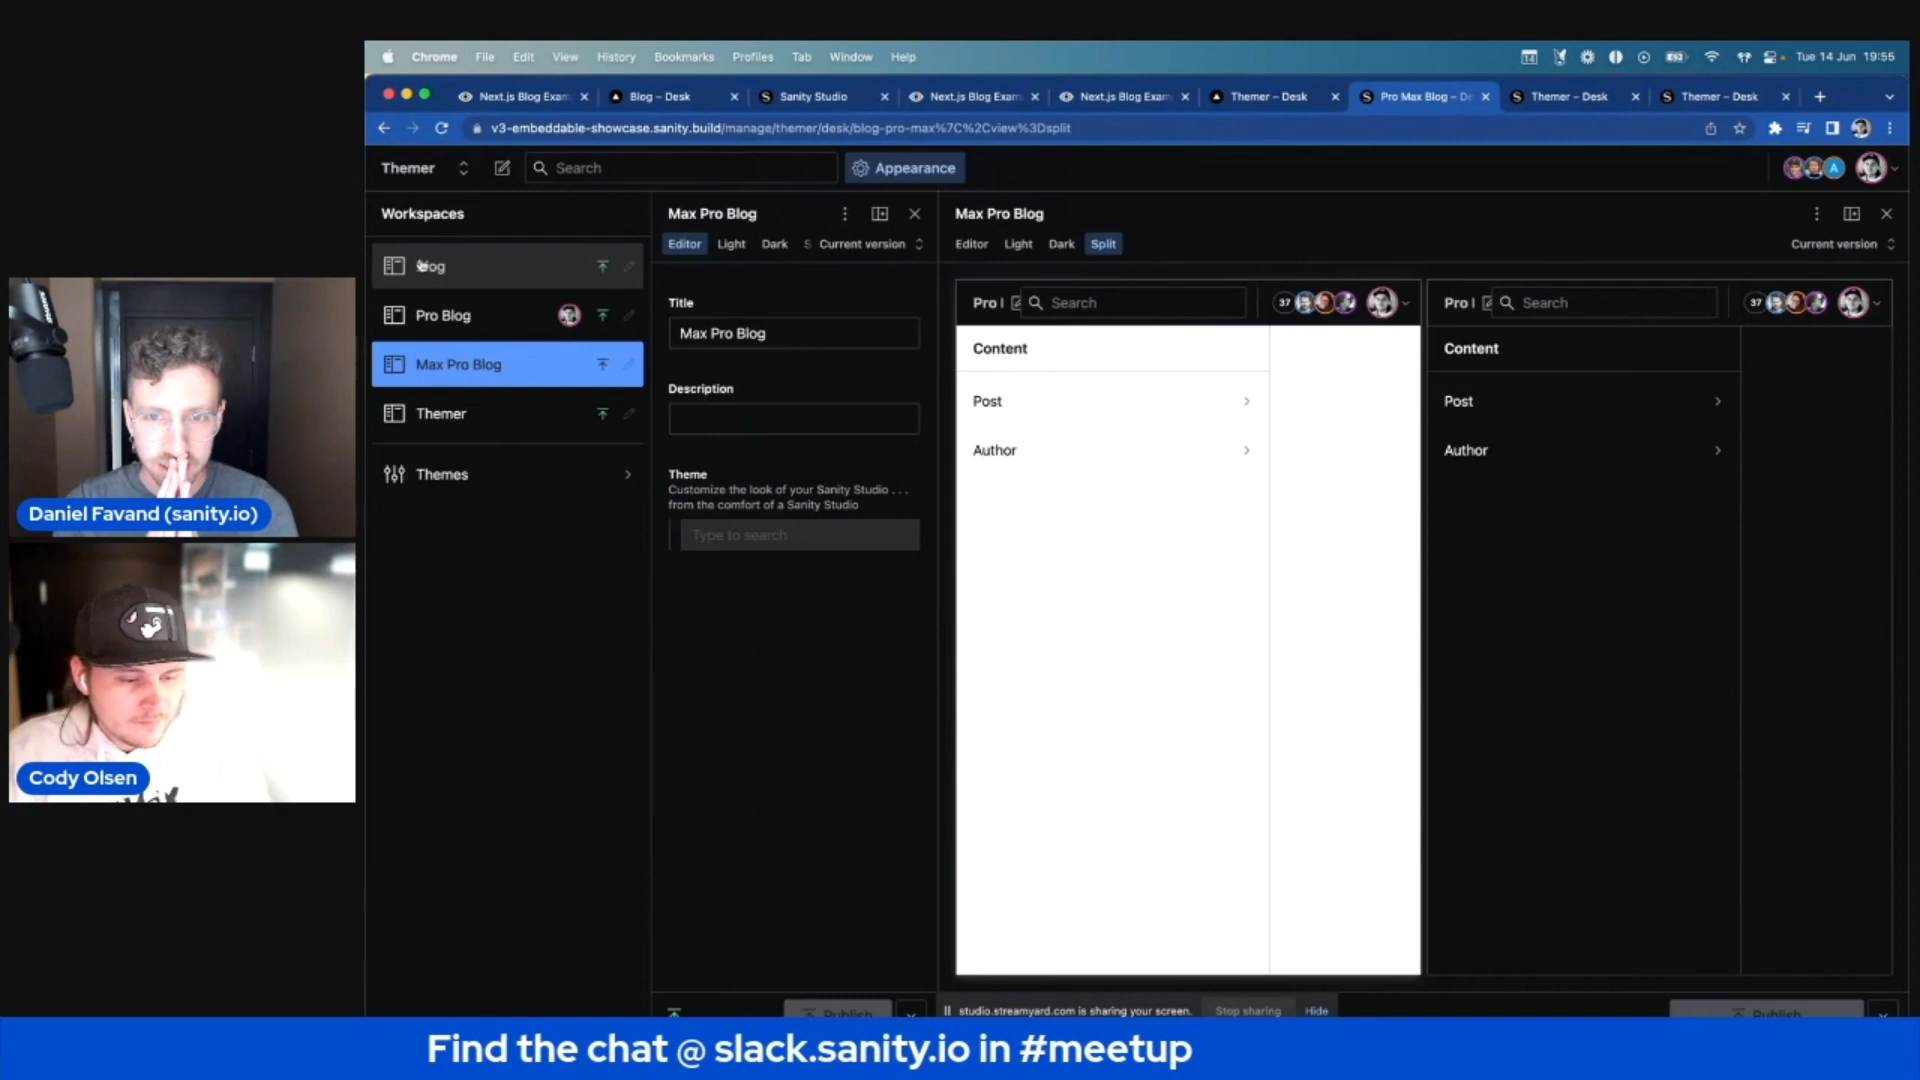 Chrome File Edit View History Bookmarks Profiles Tab Window Help 14 Tue 14 Jun 19:55
Next.js Blog Exam Blog – Desk Sanity Studio Next.js Blog Exam Next.js Blog Exam Themer – Desk Pro Max Blog – De Themer – Desk Themer – Desk
v3-embeddable-showcase.sanity.build/manage/themer/desk/blog-pro-max%7C%2Cview%3Dsplit
Themer Search Appearance A
Workspaces
Blog
Pro Blog
Max Pro Blog
Themer
Themes
Max Pro Blog
Editor Light Dark S Current version
Title
Max Pro Blog
Description
Theme
Customize the look of your Sanity Studio . . .
from the comfort of a Sanity Studio
Type to search
Publish
Max Pro Blog
Editor Light Dark Split Current version
Pro Search 37
Content
Post
Author
Pro Search 37
Content
Post
Author
studio.streamyard.com is sharing your screen. Stop sharing Hide
Publish
Daniel Favand (sanity.io)
Cody Olsen
Find the chat @ slack.sanity.io in #meetup